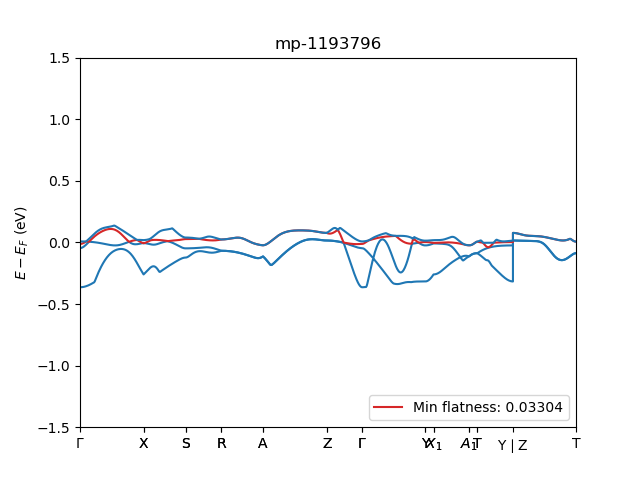 mp-1193796
E − E_F (eV)
1.5
1.0
0.5
0.0
−0.5
−1.0
−1.5
Min flatness: 0.03304
Γ X S R A Z Γ Y X₁ A₁ T Y | Z T